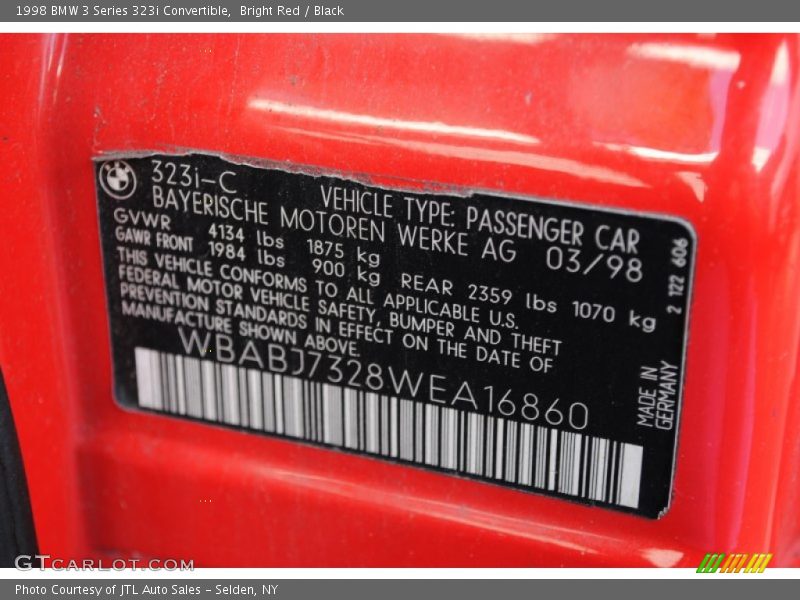 1998 BMW 3 Series 323i Convertible,  Bright Red / Black
323i-C
VEHICLE TYPE: PASSENGER CAR
BAYERISCHE MOTOREN WERKE AG 03/98
GVWR 4134 lbs 1875 kg
GAWR FRONT 1984 lbs 900 kg REAR 2359 lbs 1070 kg
THIS VEHICLE CONFORMS TO ALL APPLICABLE U.S.
FEDERAL MOTOR VEHICLE SAFETY, BUMPER AND THEFT
PREVENTION STANDARDS IN EFFECT ON THE DATE OF
MANUFACTURE SHOWN ABOVE.
WBABJ7328WEA16860
2 122 606
MADE IN
GERMANY
GTCARLOT.COM
Photo Courtesy of JTL Auto Sales - Selden, NY